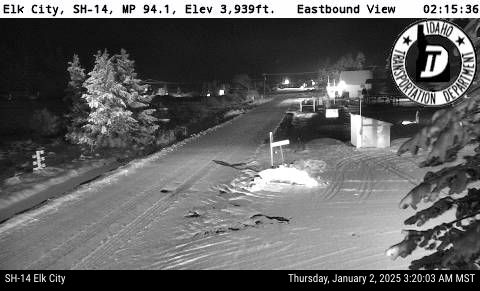 Elk City, SH-14, MP 94.1, Elev 3,939ft. Eastbound View 02:15:36
IDAHO
TRANSPORTATION DEPARTMENT
SH-14 Elk City Thursday, January 2, 2025 3:20:03 AM MST